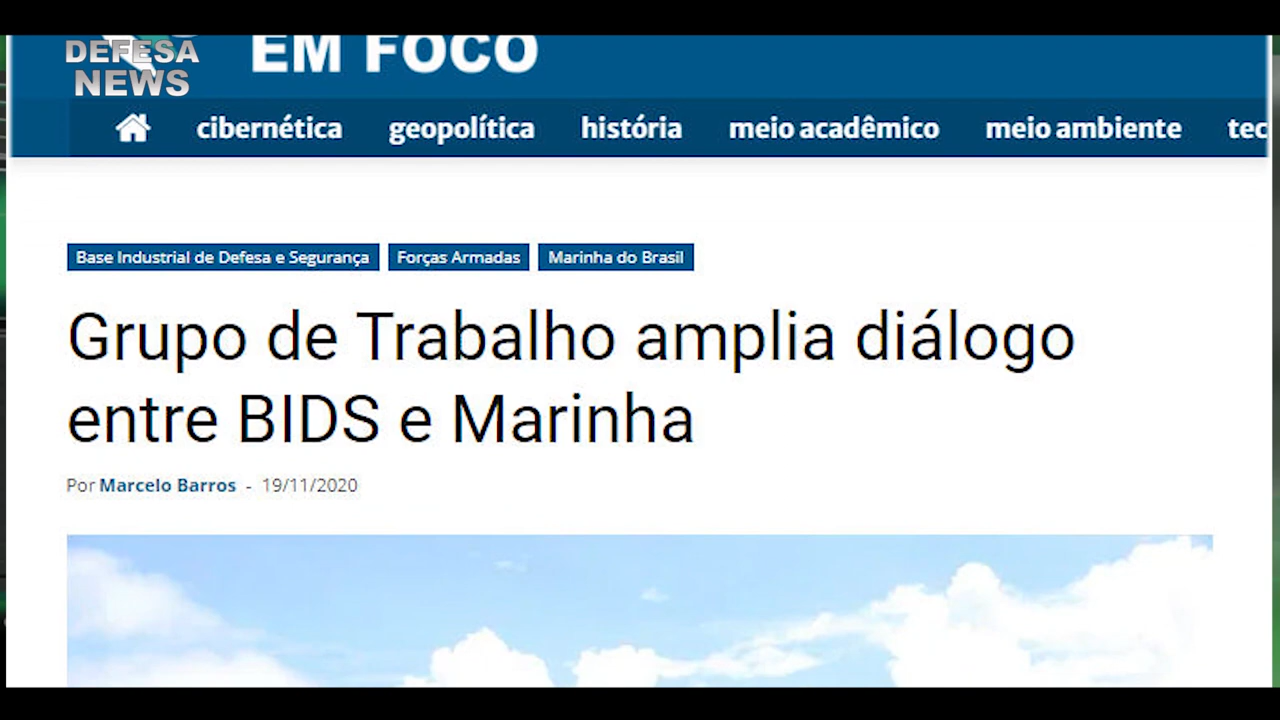 DEFESA
NEWS
EM FOCO
cibernética geopolítica história meio acadêmico meio ambiente tec
Base Industrial de Defesa e Segurança Forças Armadas Marinha do Brasil
Grupo de Trabalho amplia diálogo
entre BIDS e Marinha
Por Marcelo Barros - 19/11/2020